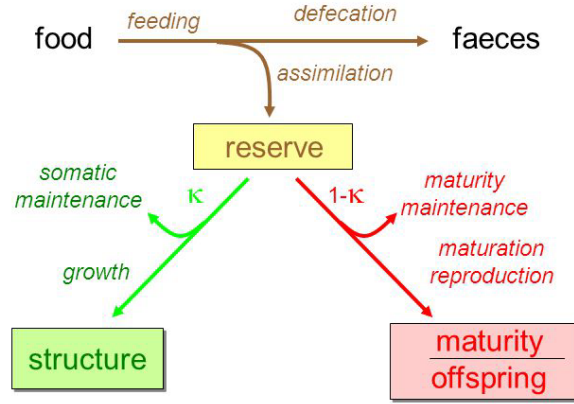 feeding
defecation
food
faeces
assimilation
reserve
somatic
maintenance
κ
1-κ
maturity
maintenance
growth
maturation
reproduction
structure
maturity
offspring